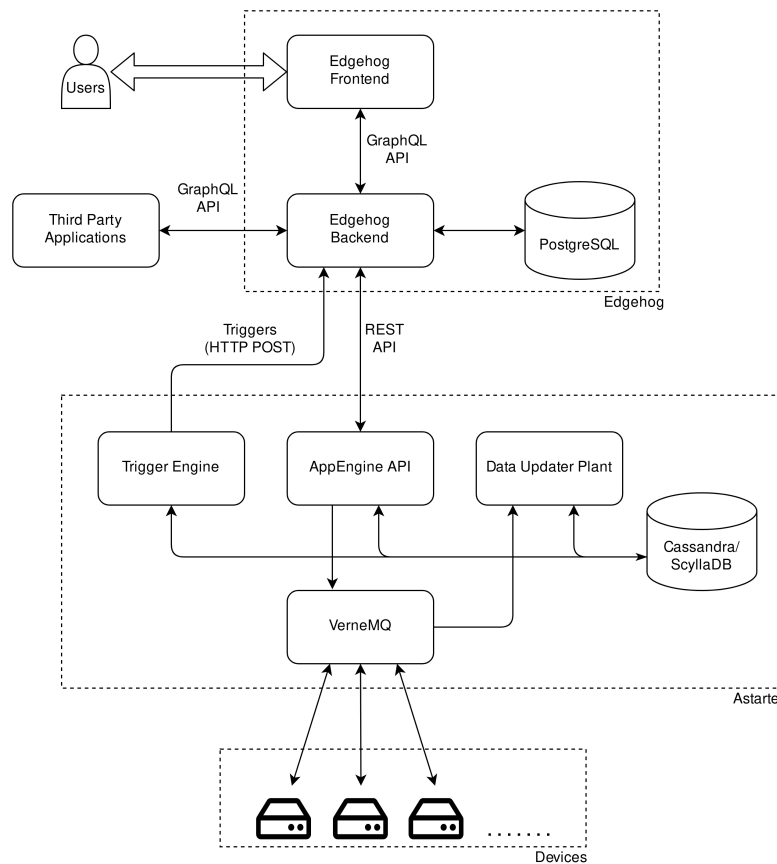 Users
Edgehog
Frontend
GraphQL
API
GraphQL
API
Third Party
Applications
Edgehog
Backend
PostgreSQL
Edgehog
Triggers
(HTTP POST)
REST
API
Trigger Engine
AppEngine API
Data Updater Plant
Cassandra/
ScyllaDB
VerneMQ
Astarte
.......
Devices